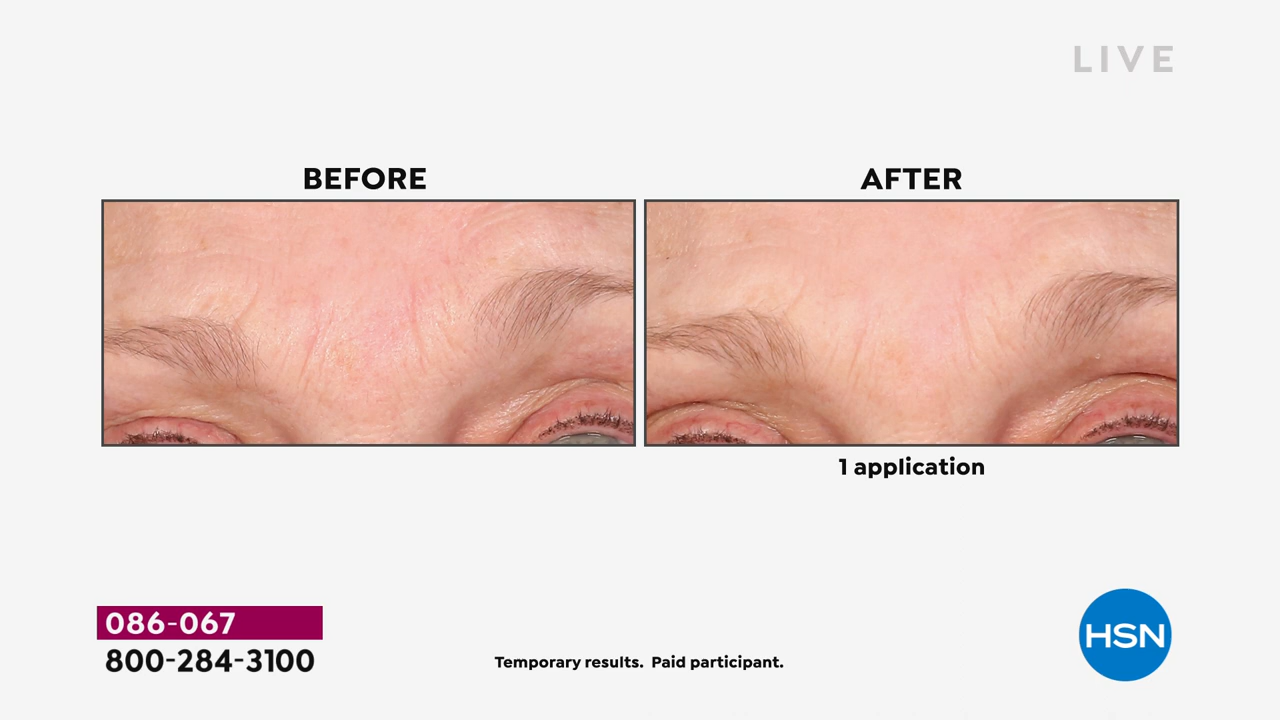 LIVE
BEFORE
AFTER
1 application
086-067
800-284-3100
Temporary results. Paid participant.
HSN